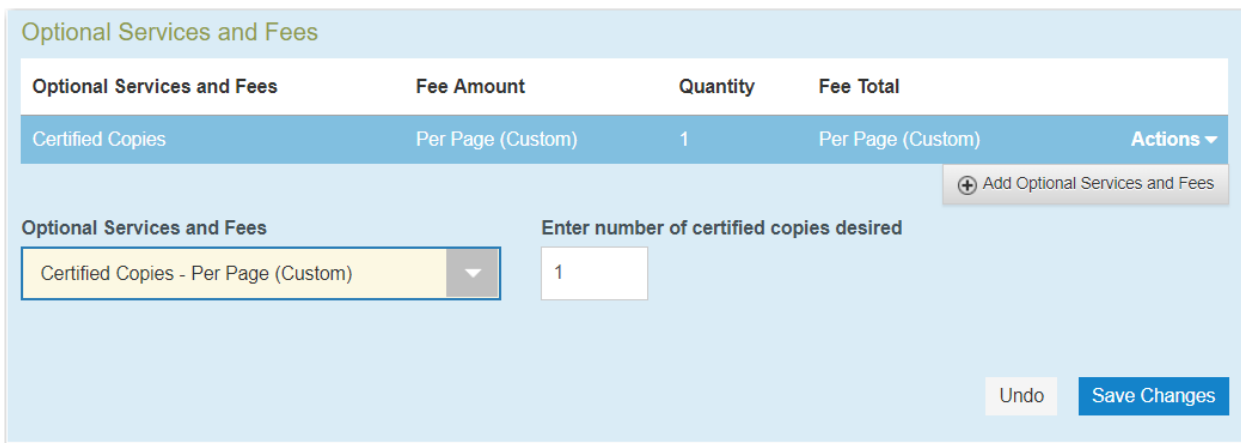 Optional Services and Fees
Optional Services and Fees Fee Amount Quantity Fee Total
Certified Copies Per Page (Custom) 1 Per Page (Custom) Actions
Add Optional Services and Fees
Optional Services and Fees Enter number of certified copies desired
Certified Copies - Per Page (Custom) 1
Undo Save Changes